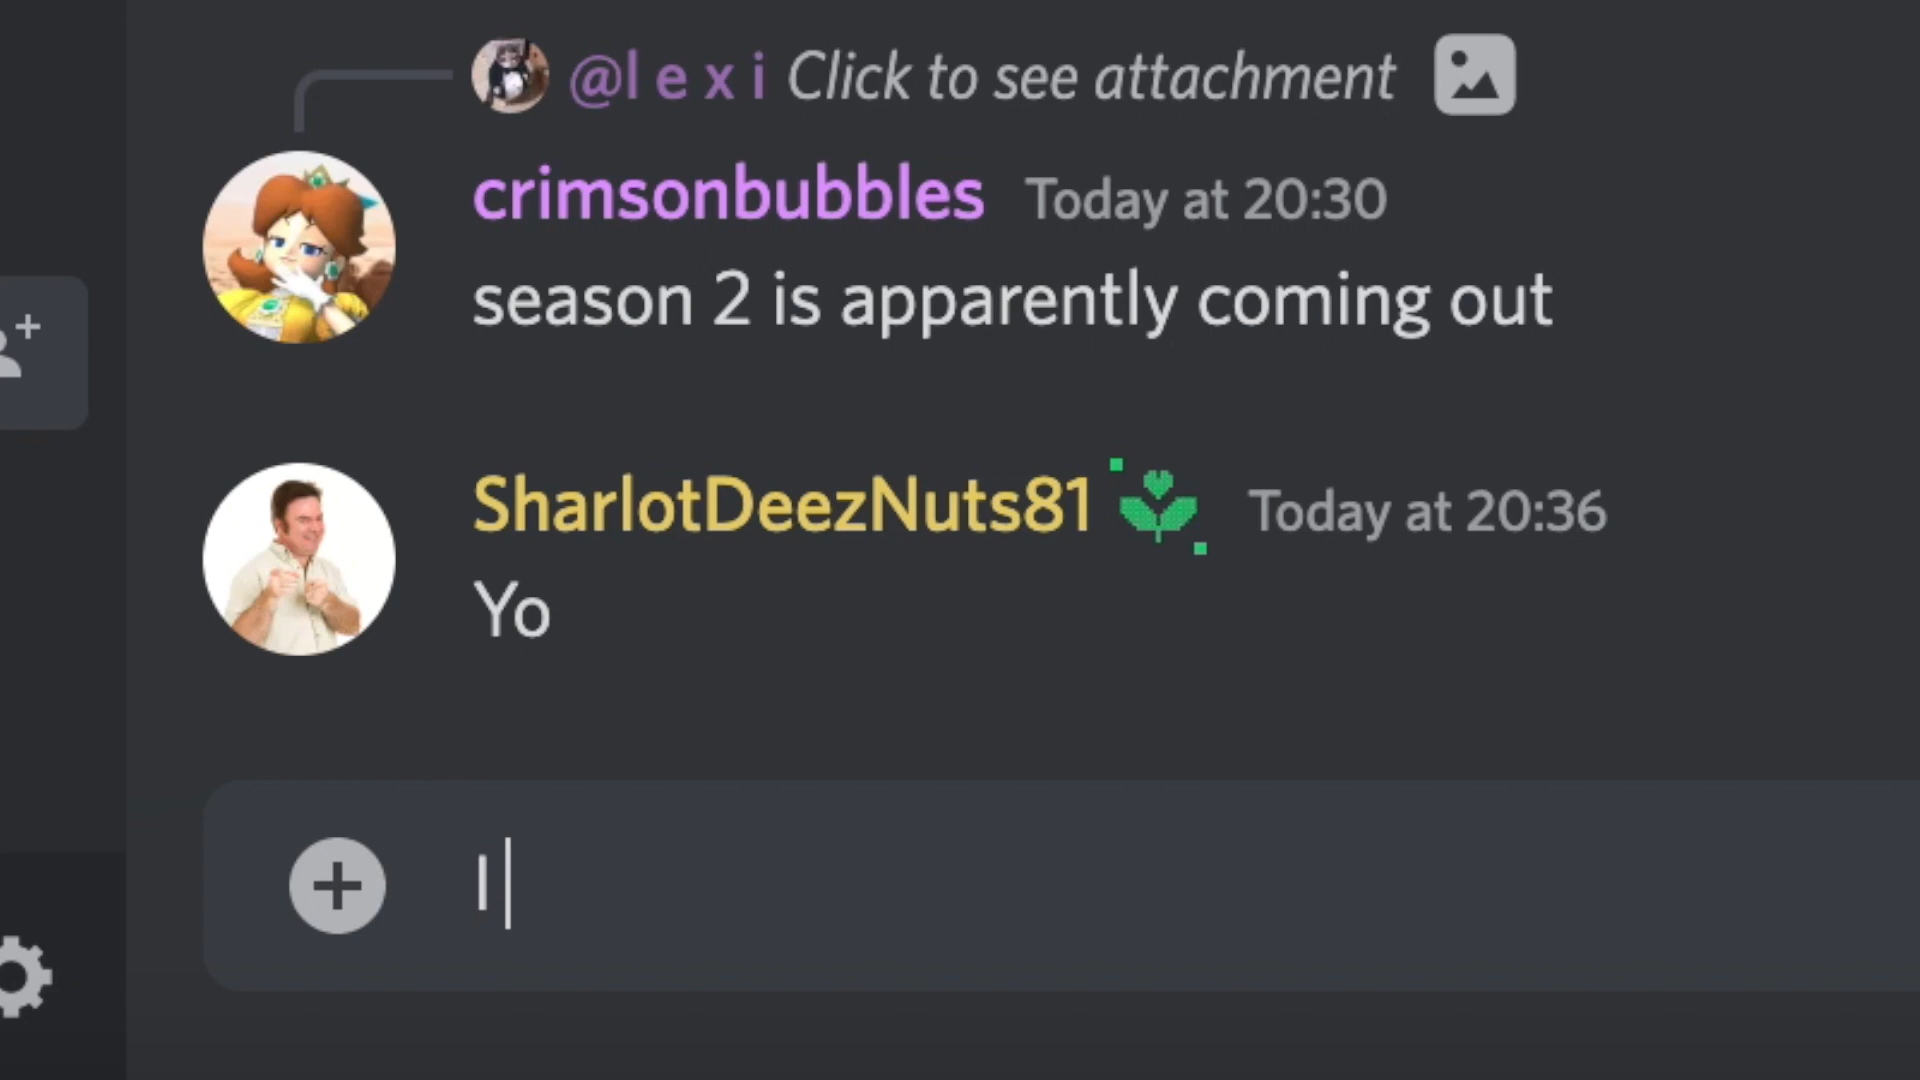 @l e x i Click to see attachment
crimsonbubbles Today at 20:30
season 2 is apparently coming out
SharlotDeezNuts81 Today at 20:36
Yo
I